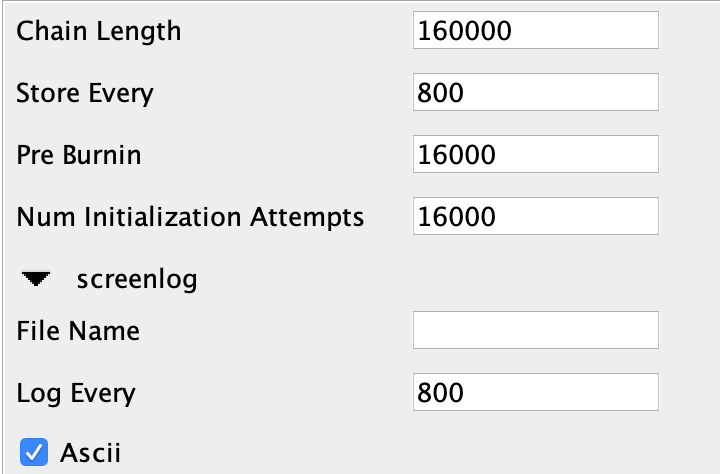 Chain Length 160000
Store Every 800
Pre Burnin 16000
Num Initialization Attempts 16000
screenlog
File Name
Log Every 800
Ascii